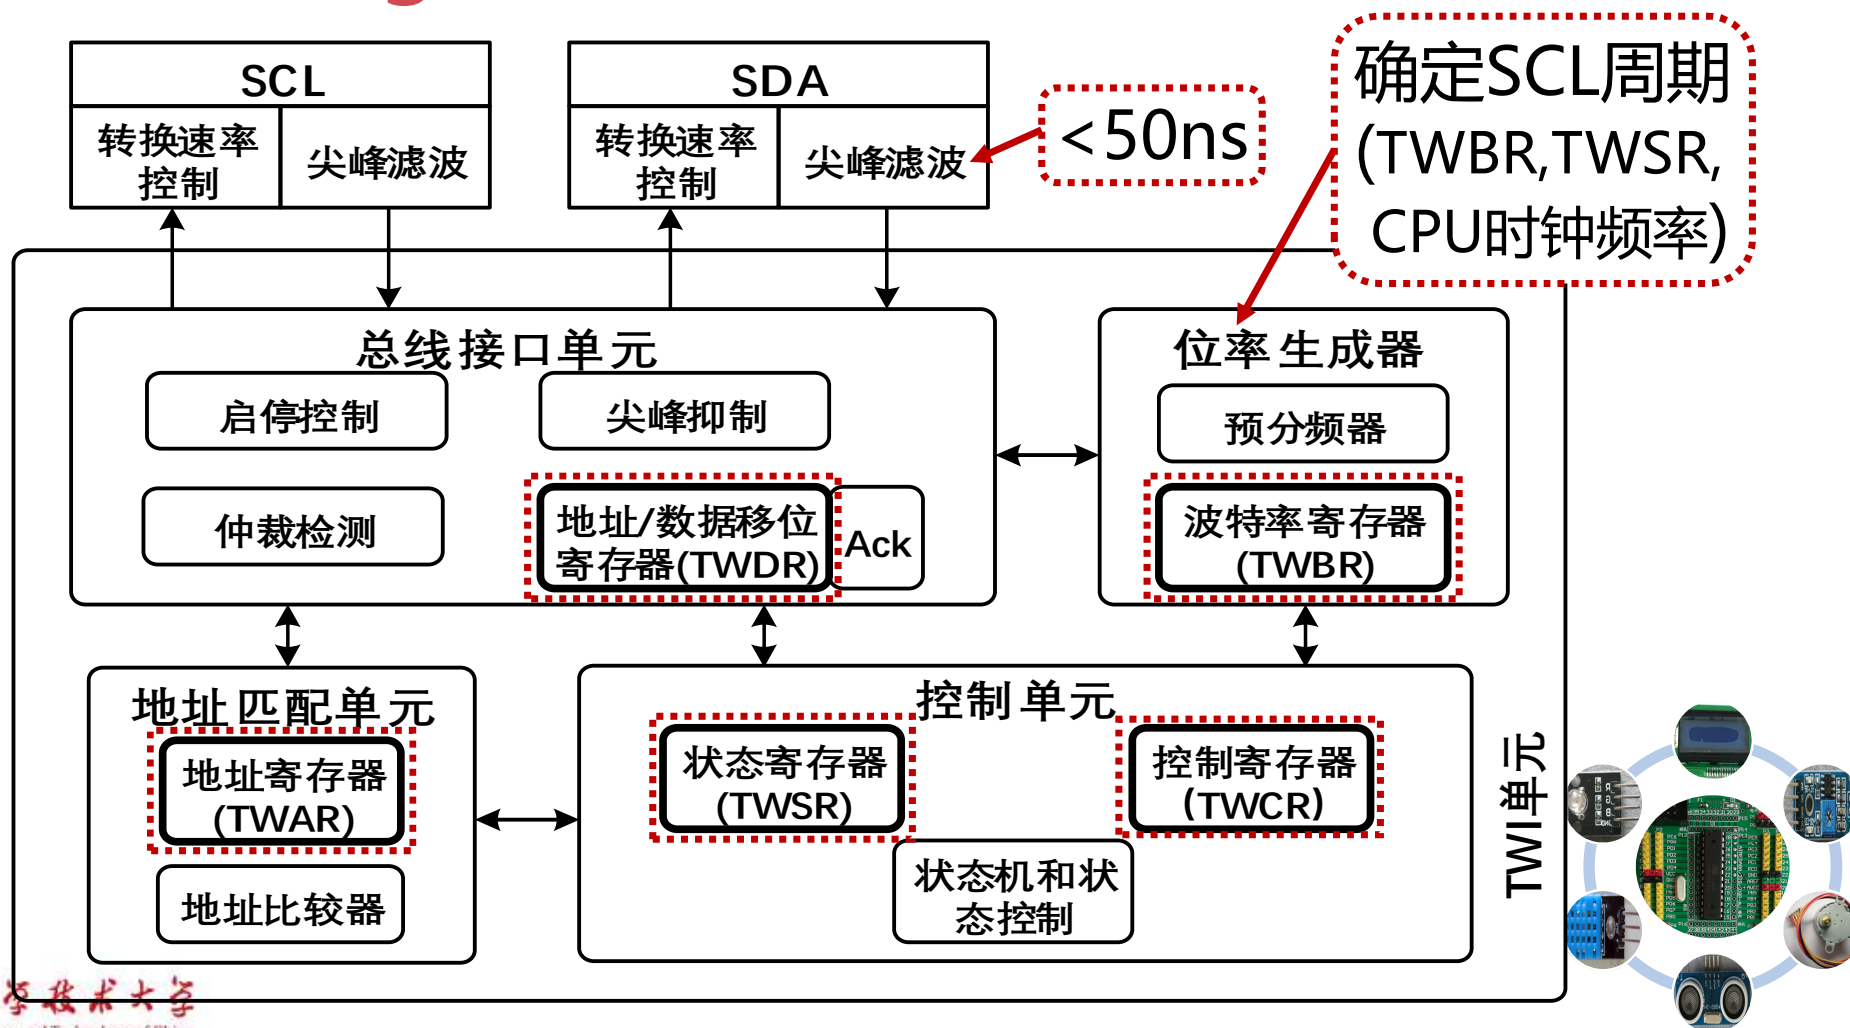 SCL
转换速率
控制
尖峰滤波
SDA
转换速率
控制
尖峰滤波
<50ns
确定SCL周期
(TWBR,TWSR,
CPU时钟频率)
总线接口单元
启停控制
尖峰抑制
仲裁检测
地址/数据移位
寄存器(TWDR)
Ack
位率生成器
预分频器
波特率寄存器
(TWBR)
地址匹配单元
地址寄存器
(TWAR)
地址比较器
控制单元
状态寄存器
(TWSR)
控制寄存器
(TWCR)
状态机和状
态控制
TWI单元
学技术大学